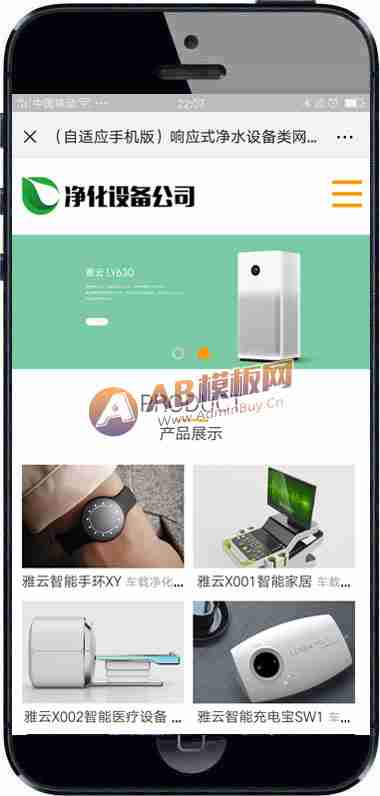 中国移动 ··· 22:07
（自适应手机版）响应式净水设备类网...
净化设备公司
雅云 LY630
AB模板网
PRODUCT
www.AdminBuy.Cn
产品展示
雅云智能手环XY 车载净化...
雅云X001智能家居 车载...
雅云X002智能医疗设备 ...
雅云智能充电宝SW1 车...